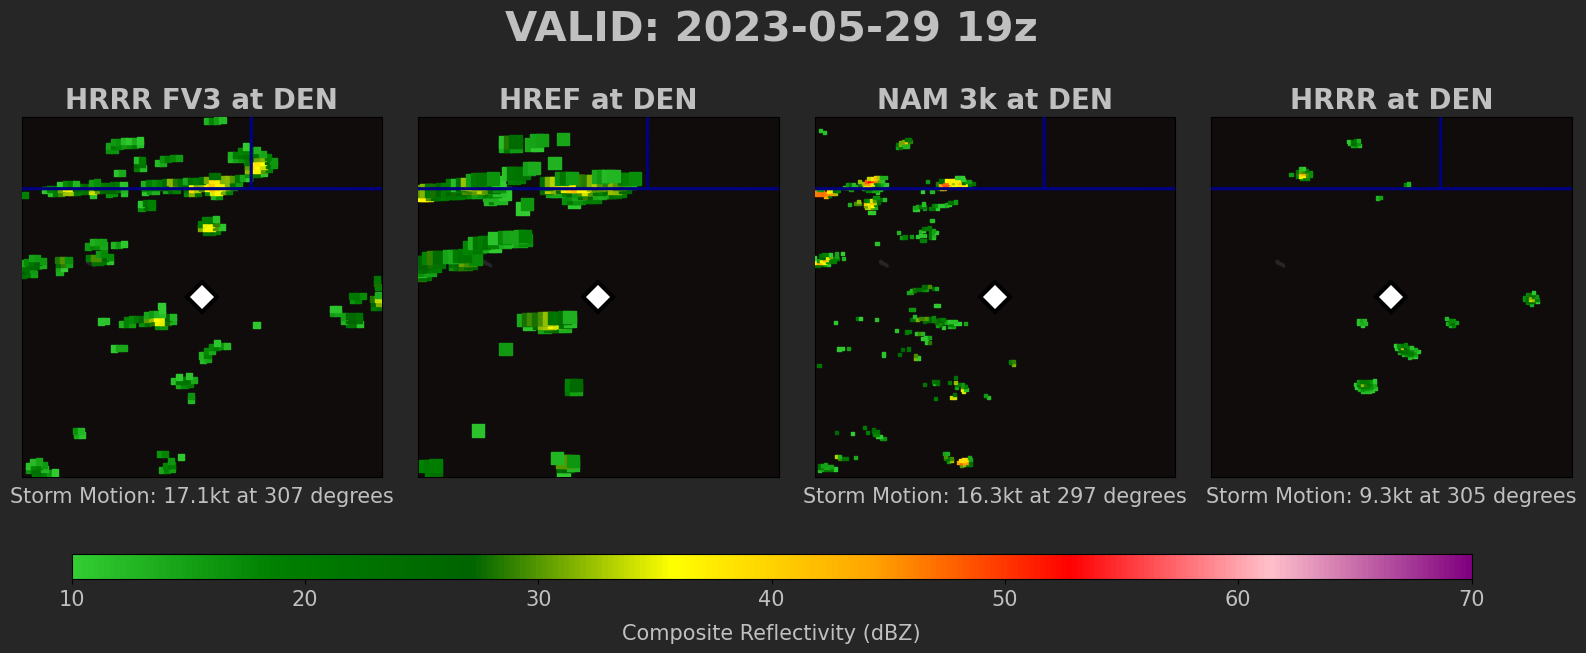 VALID: 2023-05-29 19z
HRRR FV3 at DEN
HREF at DEN
NAM 3k at DEN
HRRR at DEN
Storm Motion: 17.1kt at 307 degrees
Storm Motion: 16.3kt at 297 degrees
Storm Motion: 9.3kt at 305 degrees
10 20 30 40 50 60 70
Composite Reflectivity (dBZ)